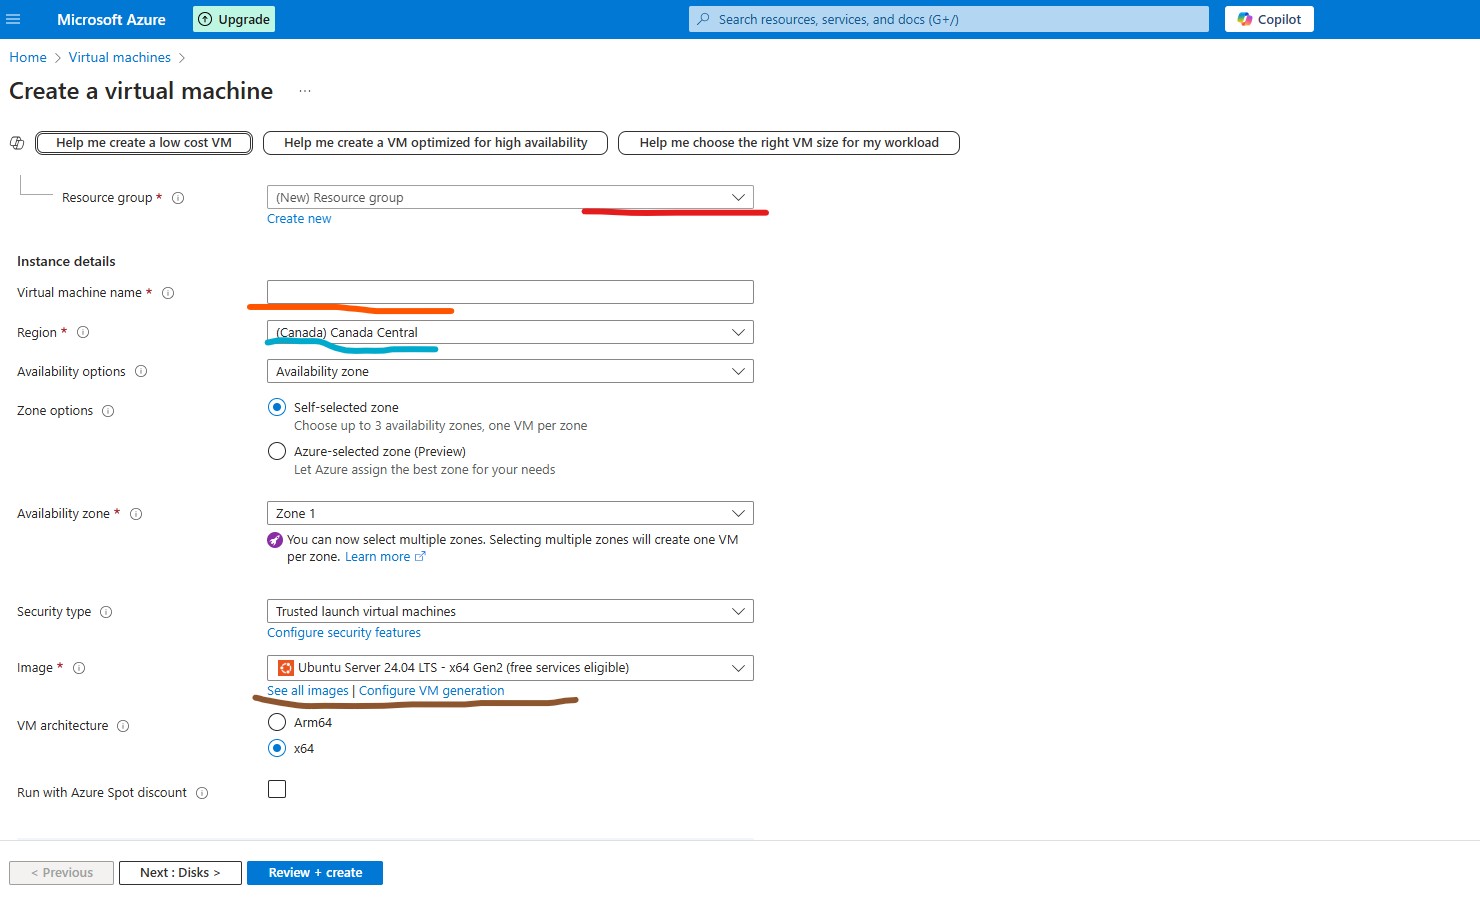 Microsoft Azure Upgrade Search resources, services, and docs (G+/) Copilot
Home > Virtual machines >
Create a virtual machine ...
Help me create a low cost VM Help me create a VM optimized for high availability Help me choose the right VM size for my workload
Resource group * (New) Resource group
Create new
Instance details
Virtual machine name *
Region * (Canada) Canada Central
Availability options Availability zone
Zone options Self-selected zone
Choose up to 3 availability zones, one VM per zone
Azure-selected zone (Preview)
Let Azure assign the best zone for your needs
Availability zone * Zone 1
You can now select multiple zones. Selecting multiple zones will create one VM
per zone. Learn more
Security type Trusted launch virtual machines
Configure security features
Image * Ubuntu Server 24.04 LTS - x64 Gen2 (free services eligible)
See all images | Configure VM generation
VM architecture Arm64
x64
Run with Azure Spot discount
< Previous Next : Disks > Review + create